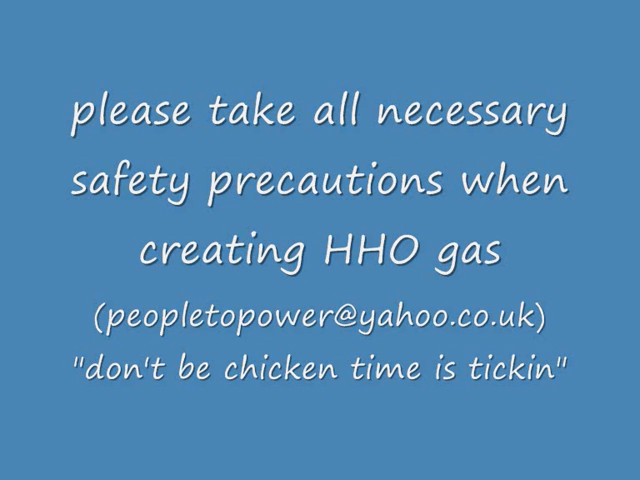 please take all necessary
safety precautions when
creating HHO gas
(peopletopower@yahoo.co.uk)
"don't be chicken time is tickin"